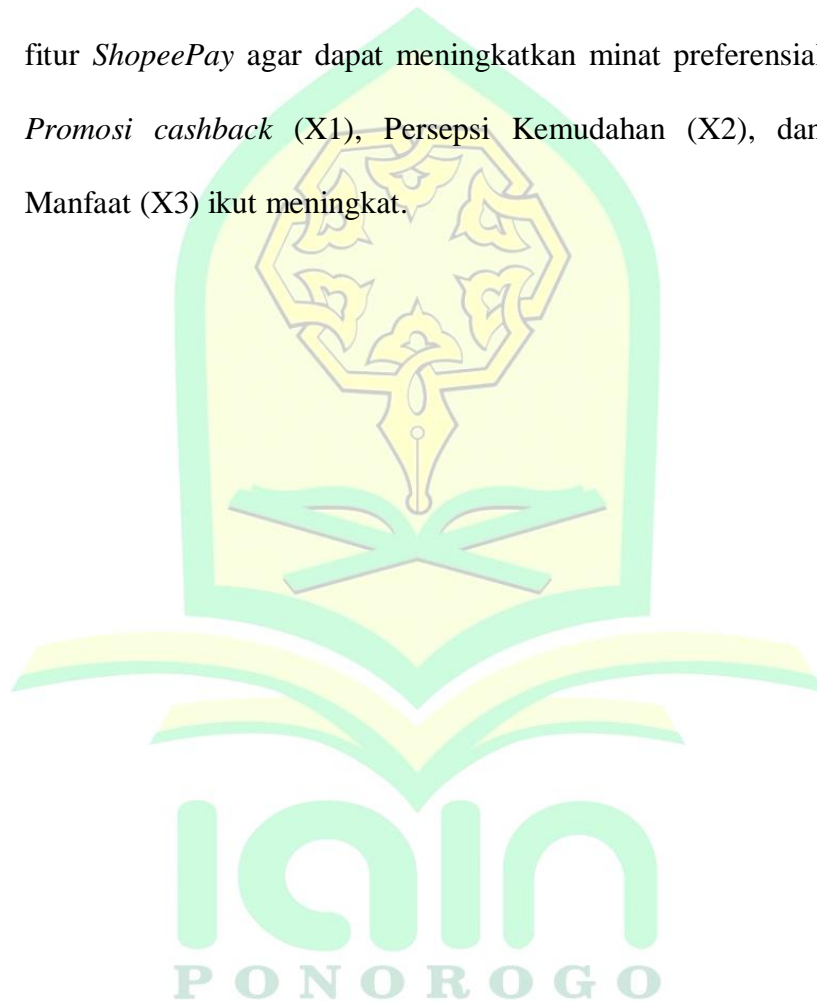 fitur ShopeePay agar dapat meningkatkan minat preferensial
Promosi cashback (X1), Persepsi Kemudahan (X2), dan
Manfaat (X3) ikut meningkat.
iain
PONOROGO